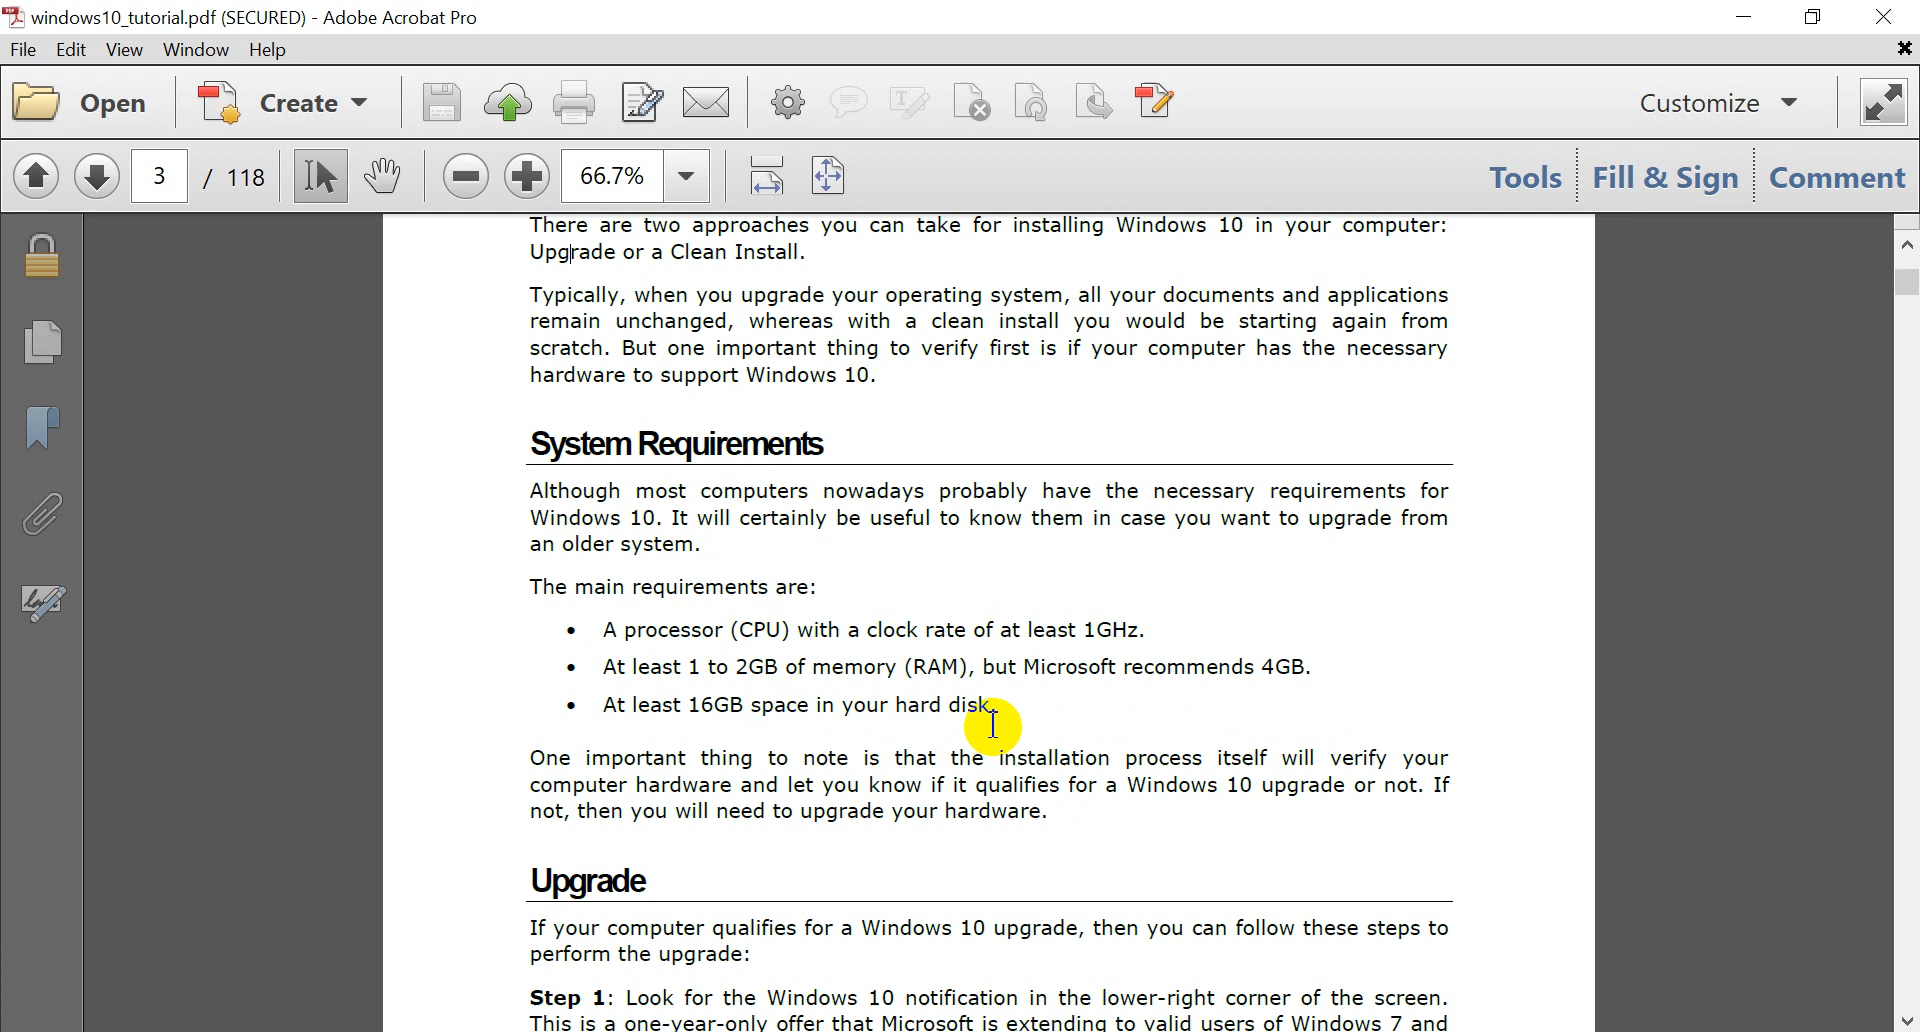 windows10_tutorial.pdf (SECURED) - Adobe Acrobat Pro
File Edit View Window Help
Open Create Customize
3 / 118 66.7% Tools Fill & Sign Comment
There are two approaches you can take for installing Windows 10 in your computer:
Upgrade or a Clean Install.
Typically, when you upgrade your operating system, all your documents and applications
remain unchanged, whereas with a clean install you would be starting again from
scratch. But one important thing to verify first is if your computer has the necessary
hardware to support Windows 10.
System Requirements
Although most computers nowadays probably have the necessary requirements for
Windows 10. It will certainly be useful to know them in case you want to upgrade from
an older system.
The main requirements are:
• A processor (CPU) with a clock rate of at least 1GHz.
• At least 1 to 2GB of memory (RAM), but Microsoft recommends 4GB.
• At least 16GB space in your hard disk.
One important thing to note is that the installation process itself will verify your
computer hardware and let you know if it qualifies for a Windows 10 upgrade or not. If
not, then you will need to upgrade your hardware.
Upgrade
If your computer qualifies for a Windows 10 upgrade, then you can follow these steps to
perform the upgrade:
Step 1: Look for the Windows 10 notification in the lower-right corner of the screen.
This is a one-year-only offer that Microsoft is extending to valid users of Windows 7 and